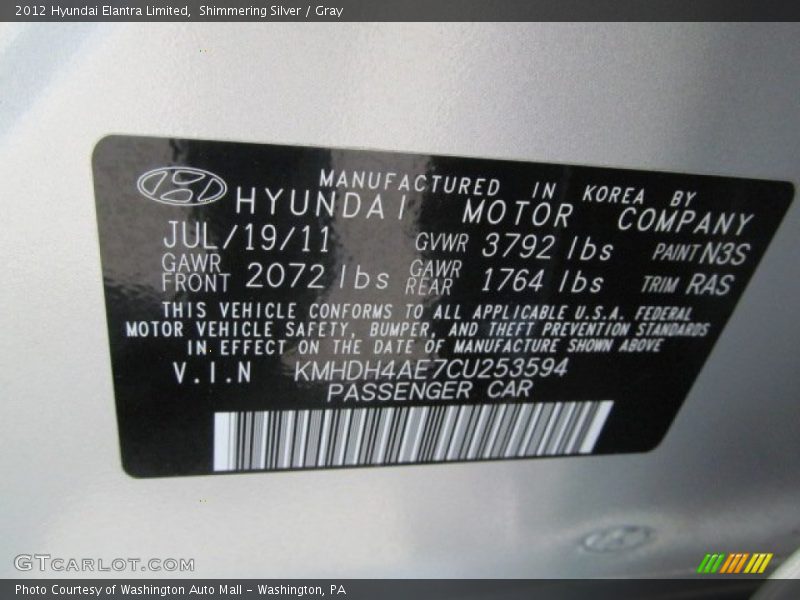 2012 Hyundai Elantra Limited,  Shimmering Silver / Gray
MANUFACTURED IN KOREA BY
HYUNDAI MOTOR COMPANY
JUL/19/11 GVWR 3792 lbs PAINT N3S
GAWR FRONT 2072 lbs GAWR REAR 1764 lbs TRIM RAS
THIS VEHICLE CONFORMS TO ALL APPLICABLE U.S.A. FEDERAL
MOTOR VEHICLE SAFETY, BUMPER, AND THEFT PREVENTION STANDARDS
IN EFFECT ON THE DATE OF MANUFACTURE SHOWN ABOVE
V.I.N KMHDH4AE7CU253594
PASSENGER CAR
GTCARLOT.COM
Photo Courtesy of Washington Auto Mall - Washington, PA